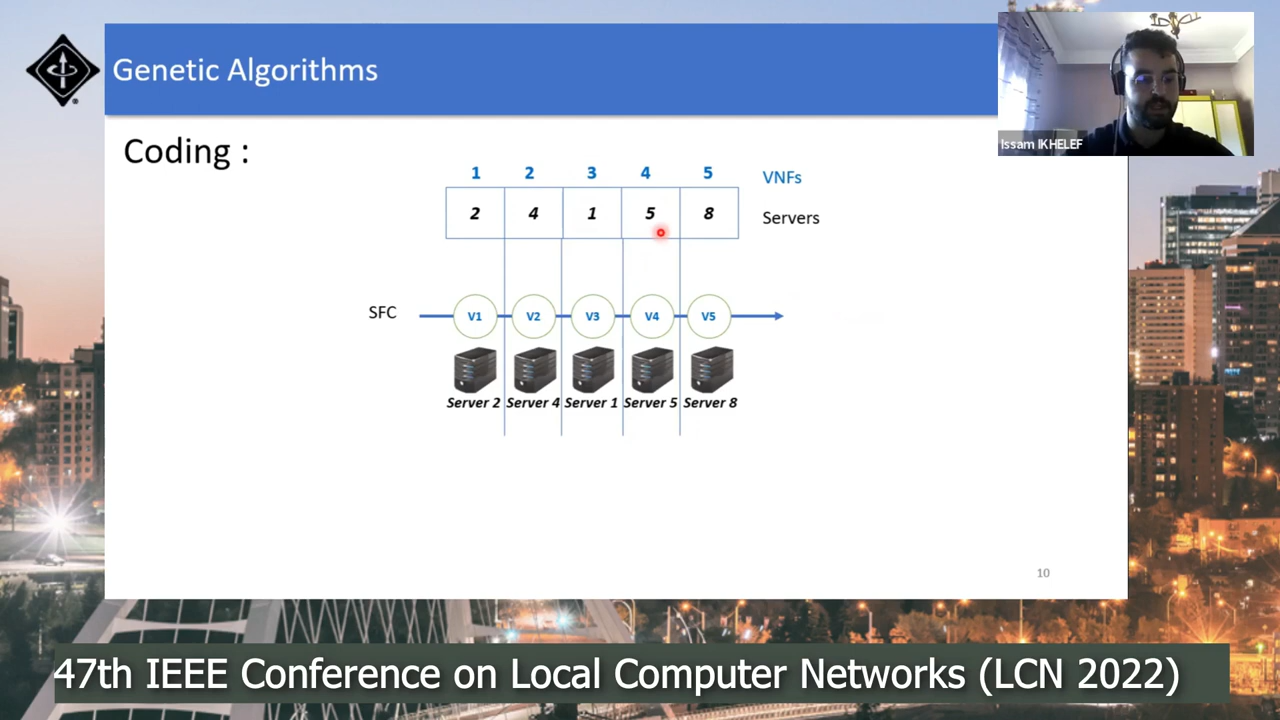 Genetic Algorithms
Issam IKHELEF
Coding :
1 2 3 4 5 VNFs
2 4 1 5 8 Servers
SFC V1 V2 V3 V4 V5
Server 2 Server 4 Server 1 Server 5 Server 8
10
47th IEEE Conference on Local Computer Networks (LCN 2022)